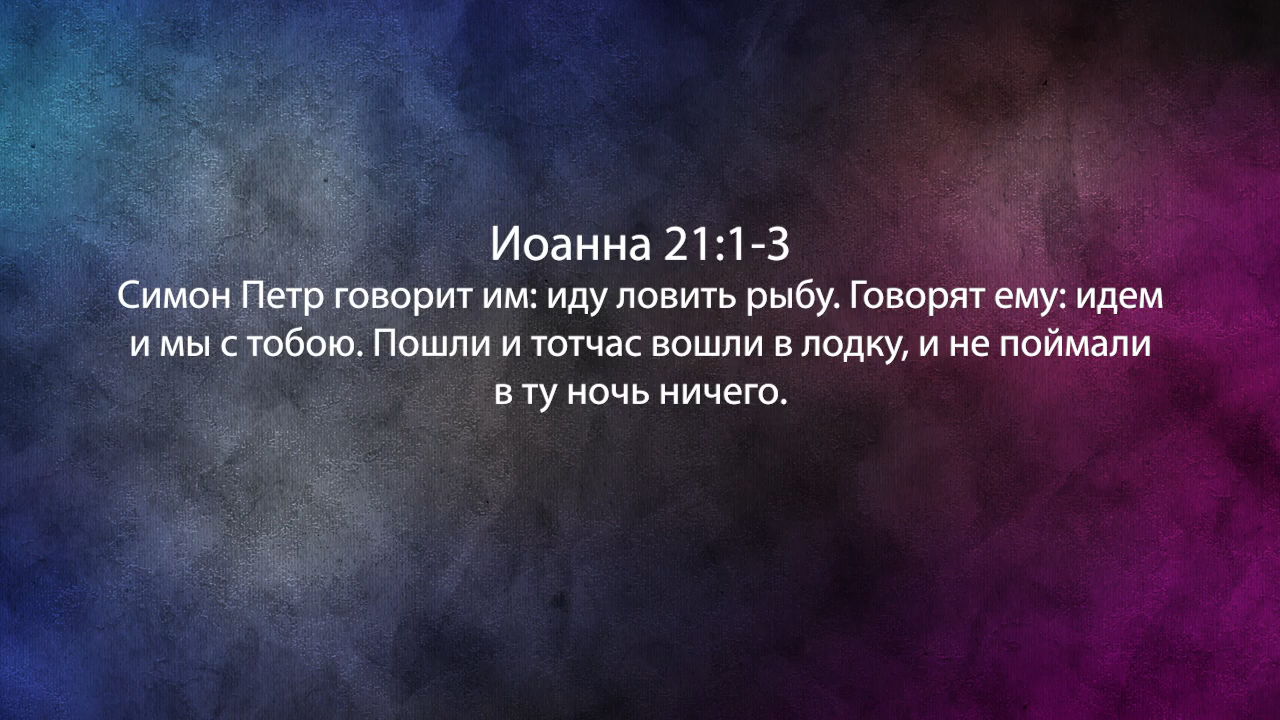 Иоанна 21:1-3
Симон Петр говорит им: иду ловить рыбу. Говорят ему: идем
и мы с тобою. Пошли и тотчас вошли в лодку, и не поймали
в ту ночь ничего.